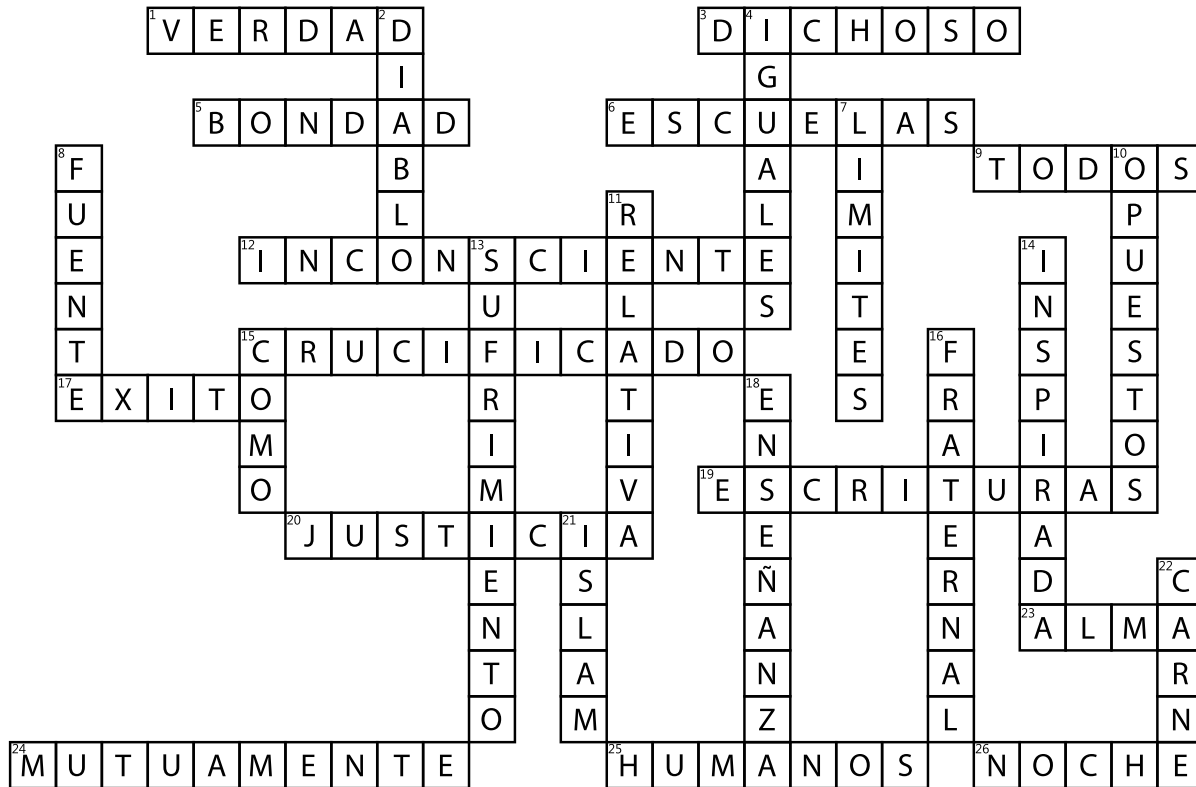 1 VERDAD
2 DIABLO
3 DICHOSO
4 IGUALES
5 BONDAD
6 ESCUELAS
7 LIMITES
8 FUENTE
9 TODOS
10 OPUESTOS
11 RELATIVA
12 INCONSCIENTE
13 SUFRIMIENTO
14 INSPIRADA
15 CRUCIFICADO
COMO
16 FRATERNAL
17 EXITO
18 ENSEÑANZA
19 ESCRITURAS
20 JUSTICIA
21 ISLAM
22 CARNE
23 ALMA
24 MUTUAMENTE
25 HUMANOS
26 NOCHE